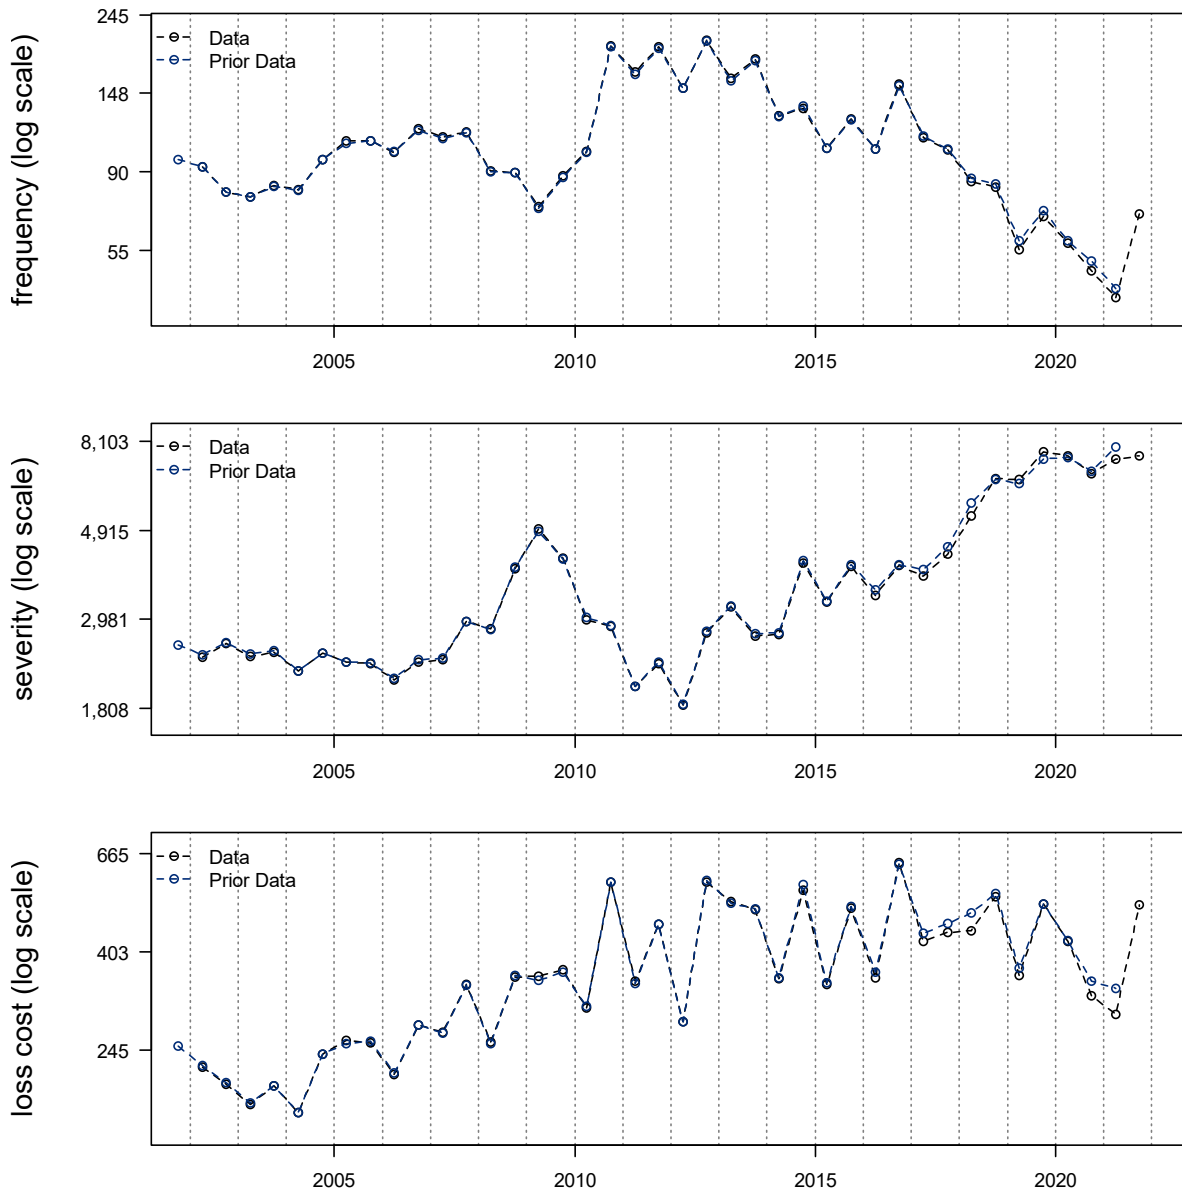 frequency (log scale)
245
148
90
55
Data
Prior Data
2005
2010
2015
2020
severity (log scale)
8,103
4,915
2,981
1,808
Data
Prior Data
2005
2010
2015
2020
loss cost (log scale)
665
403
245
Data
Prior Data
2005
2010
2015
2020